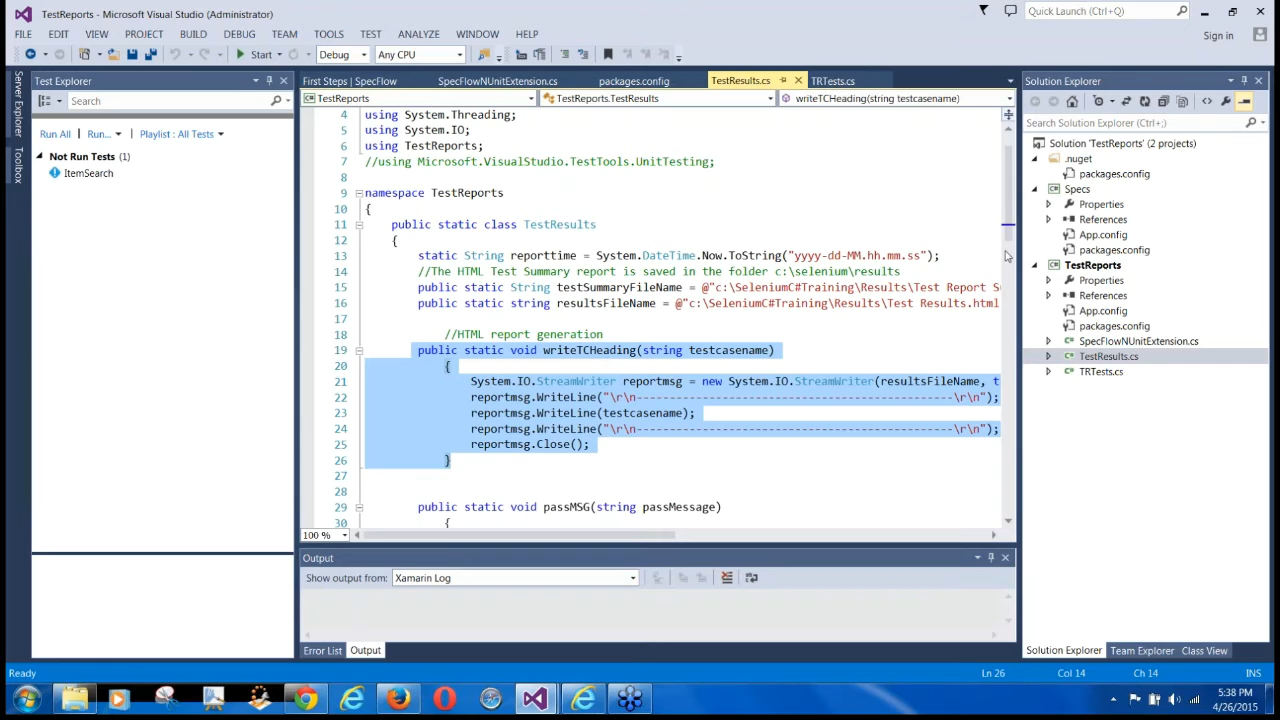 TestReports - Microsoft Visual Studio (Administrator)
Quick Launch (Ctrl+Q)
FILE EDIT VIEW PROJECT BUILD DEBUG TEAM TOOLS TEST ANALYZE WINDOW HELP
Sign in
Start Debug Any CPU
Server Explorer
Toolbox
Test Explorer
Search
Run All Run... Playlist : All Tests
Not Run Tests (1)
ItemSearch
First Steps | SpecFlow SpecFlowNUnitExtension.cs packages.config TestResults.cs TRTests.cs
TestReports TestReports.TestResults writeTCHeading(string testcasename)
4 using System.Threading;
5 using System.IO;
6 using TestReports;
7 //using Microsoft.VisualStudio.TestTools.UnitTesting;
8
9 namespace TestReports
10 {
11 public static class TestResults
12 {
13 static String reporttime = System.DateTime.Now.ToString("yyyy-dd-MM.hh.mm.ss");
14 //The HTML Test Summary report is saved in the folder c:\selenium\results
15 public static String testSummaryFileName = @"c:\SeleniumC#Training\Results\Test Report S
16 public static string resultsFileName = @"c:\SeleniumC#Training\Results\Test Results.html
17
18 //HTML report generation
19 public static void writeTCHeading(string testcasename)
20 {
21 System.IO.StreamWriter reportmsg = new System.IO.StreamWriter(resultsFileName, t
22 reportmsg.WriteLine("\r\n------------------------------------------------\r\n");
23 reportmsg.WriteLine(testcasename);
24 reportmsg.WriteLine("\r\n------------------------------------------------\r\n");
25 reportmsg.Close();
26 }
27
28
29 public static void passMSG(string passMessage)
30 {
100 %
Output
Show output from: Xamarin Log
Error List Output
Solution Explorer
Search Solution Explorer (Ctrl+;)
Solution 'TestReports' (2 projects)
.nuget
packages.config
Specs
Properties
References
App.config
packages.config
TestReports
Properties
References
App.config
packages.config
SpecFlowNUnitExtension.cs
TestResults.cs
TRTests.cs
Solution Explorer Team Explorer Class View
Ready Ln 26 Col 14 Ch 14 INS
5:38 PM
4/26/2015